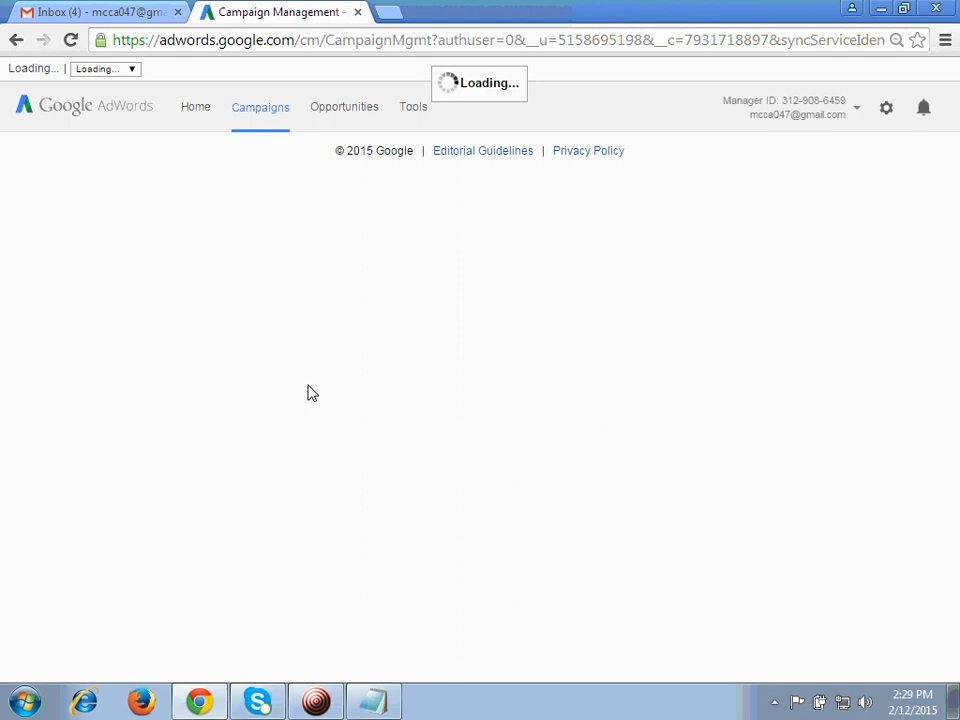 Inbox (4) - mcca047@gma
Campaign Management -
https://adwords.google.com/cm/CampaignMgmt?authuser=0&__u=5158695198&__c=7931718897&syncServiceIden
Loading... | Loading...
Loading...
Google AdWords Home Campaigns Opportunities Tools
Manager ID: 312-908-6459
mcca047@gmail.com
© 2015 Google | Editorial Guidelines | Privacy Policy
2:29 PM
2/12/2015